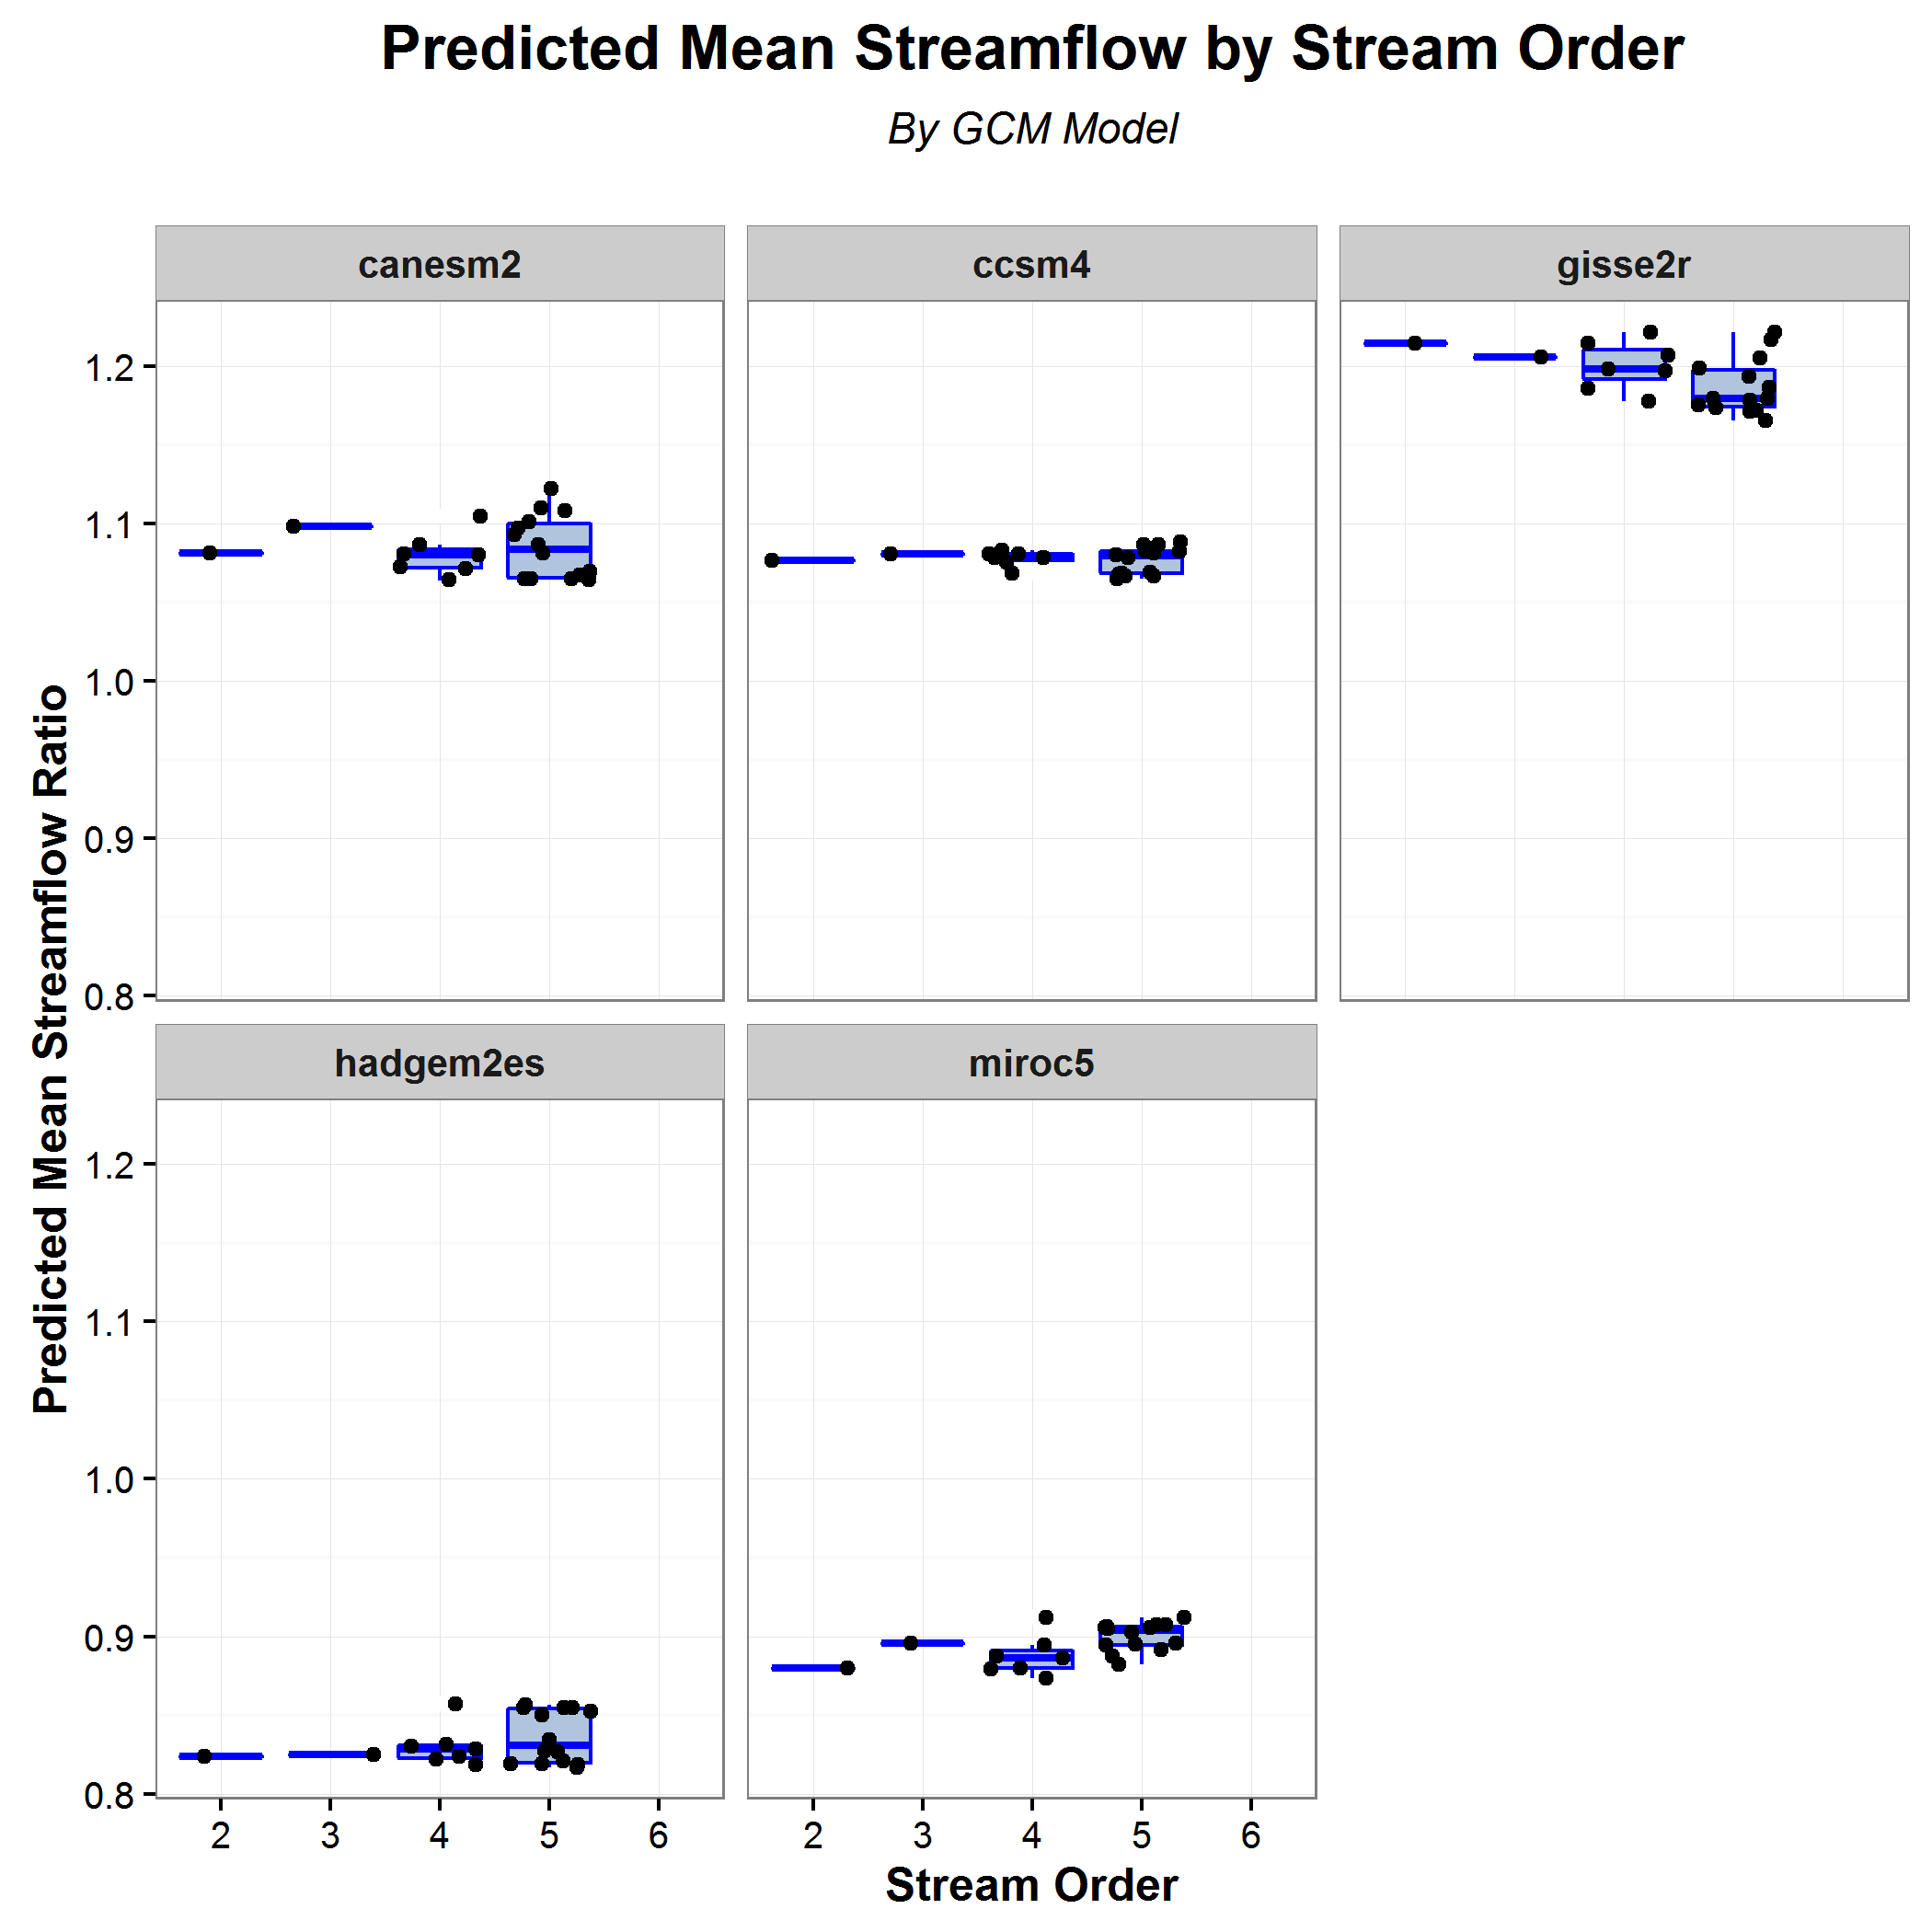 Predicted Mean Streamflow by Stream Order
By GCM Model
canesm2
ccsm4
gisse2r
1.2
1.1
1.0
0.9
0.8
Predicted Mean Streamflow Ratio
hadgem2es
miroc5
1.2
1.1
1.0
0.9
0.8
2 3 4 5 6
2 3 4 5 6
Stream Order